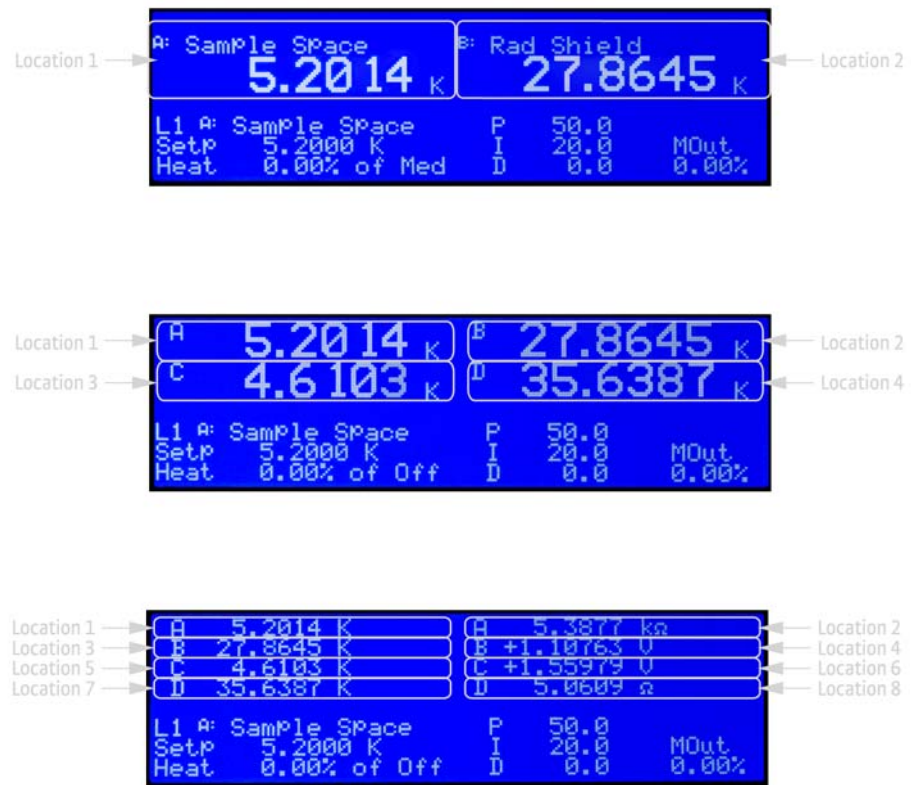 A: Sample Space B: Rad Shield
Location 1 5.2014 K 27.8645 K Location 2
L1 A: Sample Space P 50.0
Setp 5.2000 K I 20.0 MOut
Heat 0.00% of Med D 0.0 0.00%
Location 1 A 5.2014 K B 27.8645 K Location 2
Location 3 C 4.6103 K D 35.6387 K Location 4
L1 A: Sample Space P 50.0
Setp 5.2000 K I 20.0 MOut
Heat 0.00% of Off D 0.0 0.00%
Location 1 A 5.2014 K A 5.3877 kΩ Location 2
Location 3 B 27.8645 K B +1.10763 V Location 4
Location 5 C 4.6103 K C +1.55979 V Location 6
Location 7 D 35.6387 K D 5.0609 Ω Location 8
L1 A: Sample Space P 50.0
Setp 5.2000 K I 20.0 MOut
Heat 0.00% of Off D 0.0 0.00%